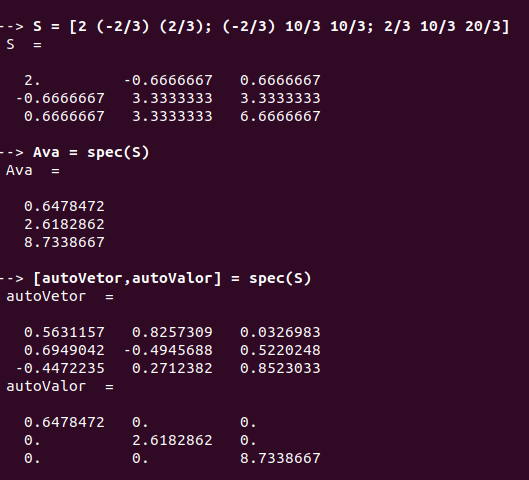 --> S = [2 (-2/3) (2/3); (-2/3) 10/3 10/3; 2/3 10/3 20/3]
S  =
2.          -0.6666667   0.6666667
-0.6666667   3.3333333   3.3333333
0.6666667   3.3333333   6.6666667
--> Ava = spec(S)
Ava  =
0.6478472
2.6182862
8.7338667
--> [autoVetor,autoValor] = spec(S)
autoVetor  =
0.5631157   0.8257309   0.0326983
0.6949042  -0.4945688   0.5220248
-0.4472235   0.2712382   0.8523033
autoValor  =
0.6478472   0.          0.
0.          2.6182862   0.
0.          0.          8.7338667